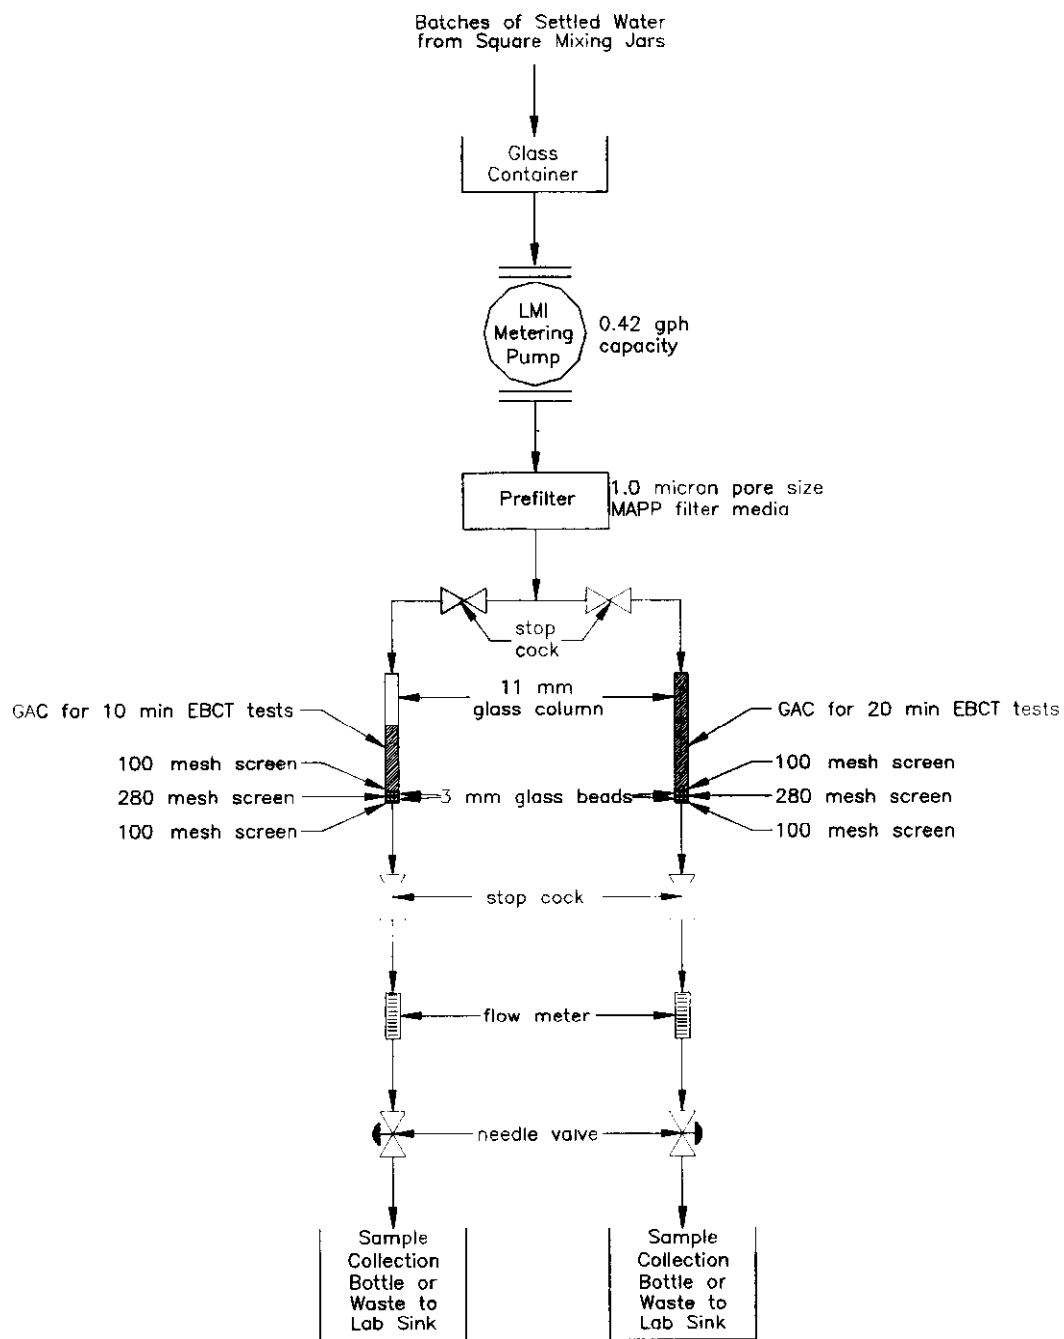 Batches of Settled Water
from Square Mixing Jars
Glass
Container
LMI
Metering
Pump
0.42 gph
capacity
Prefilter
1.0 micron pore size
MAPP filter media
stop
cock
11 mm
glass column
GAC for 10 min EBCT tests
GAC for 20 min EBCT tests
100 mesh screen
100 mesh screen
280 mesh screen
3 mm glass beads
280 mesh screen
100 mesh screen
100 mesh screen
stop cock
flow meter
needle valve
Sample
Collection
Bottle or
Waste to
Lab Sink
Sample
Collection
Bottle or
Waste to
Lab Sink